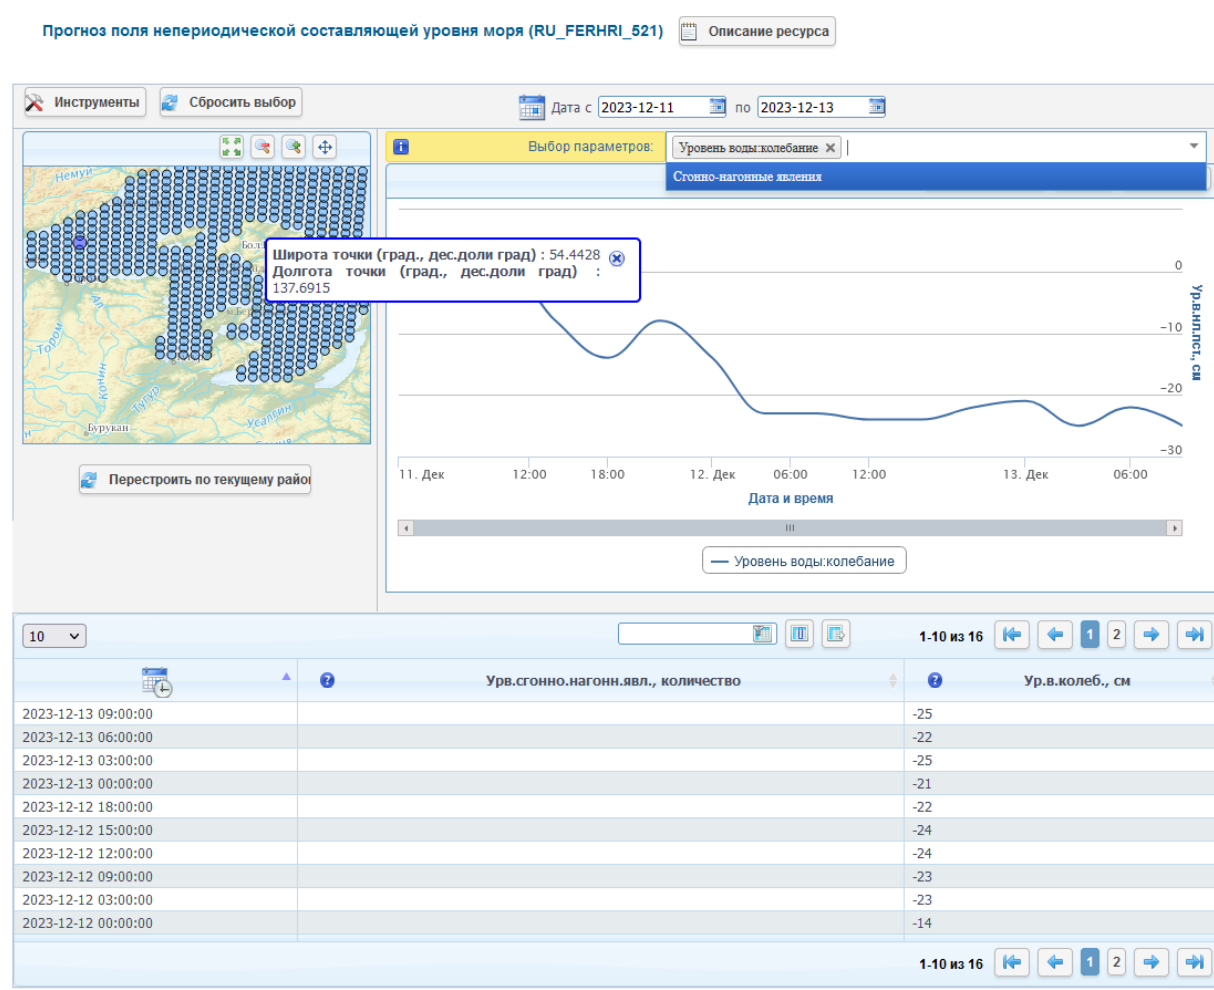 Прогноз поля непериодической составляющей уровня моря (RU_FERHRI_521)
Описание ресурса
Инструменты
Сбросить выбор
Дата с 2023-12-11 по 2023-12-13
Выбор параметров:
Уровень воды:колебание
Сгонно-нагонные явления
Немуй
Широта точки (град., дес.доли град) : 54.4428
Долгота точки (град., дес.доли град) :
137.6915
Тором
Ал
Конин
Тугур
Усалгин
Бурукан
0
-10
-20
-30
Ур.в.нл.пст., см
11. Дек
12:00
18:00
12. Дек
06:00
12:00
13. Дек
06:00
Дата и время
Уровень воды:колебание
Перестроить по текущему райо
10
1-10 из 16
1
2
Урв.сгонно.нагонн.явл., количество
Ур.в.колеб., см
2023-12-13 09:00:00 -25
2023-12-13 06:00:00 -22
2023-12-13 03:00:00 -25
2023-12-13 00:00:00 -21
2023-12-12 18:00:00 -22
2023-12-12 15:00:00 -24
2023-12-12 12:00:00 -24
2023-12-12 09:00:00 -23
2023-12-12 03:00:00 -23
2023-12-12 00:00:00 -14
1-10 из 16
1
2